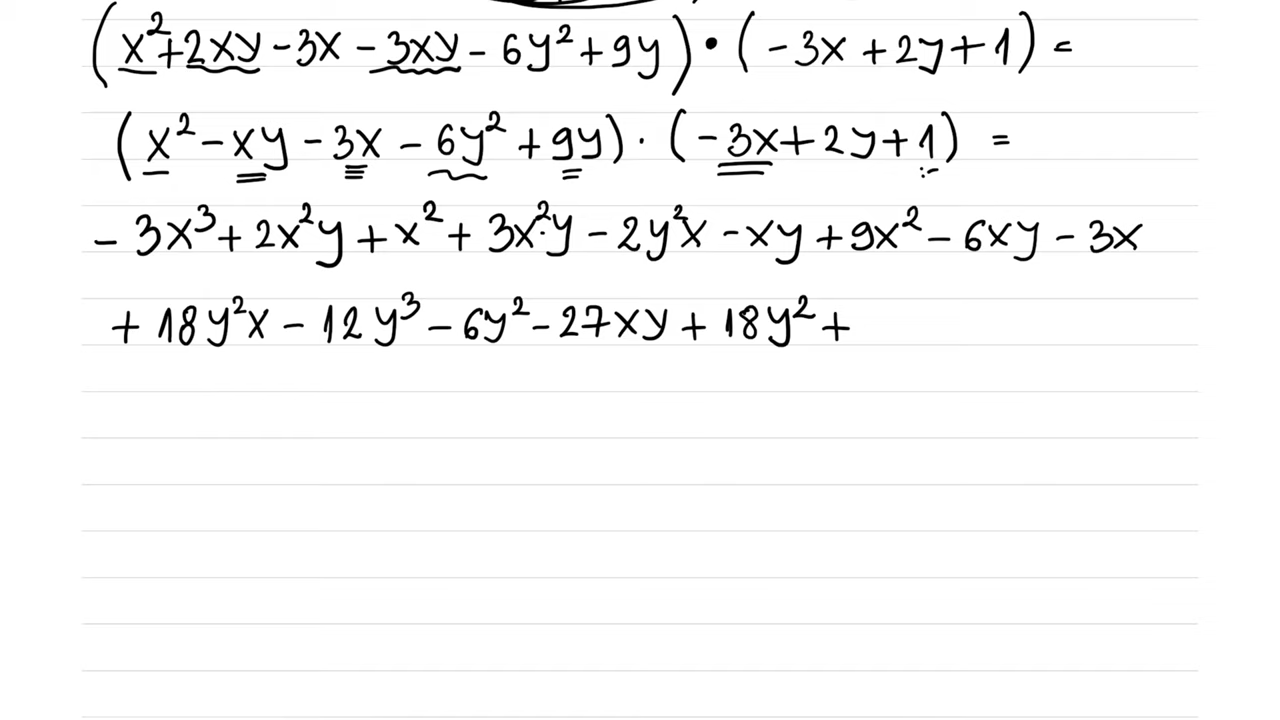 (x²+2xy-3x-3xy-6y²+9y)•(-3x+2y+1)=
(x²-xy-3x-6y²+9y)·(-3x+2y+1)=
-3x³+2x²y+x²+3x²y-2y²x-xy+9x²-6xy-3x
+18y²x-12y³-6y²-27xy+18y²+